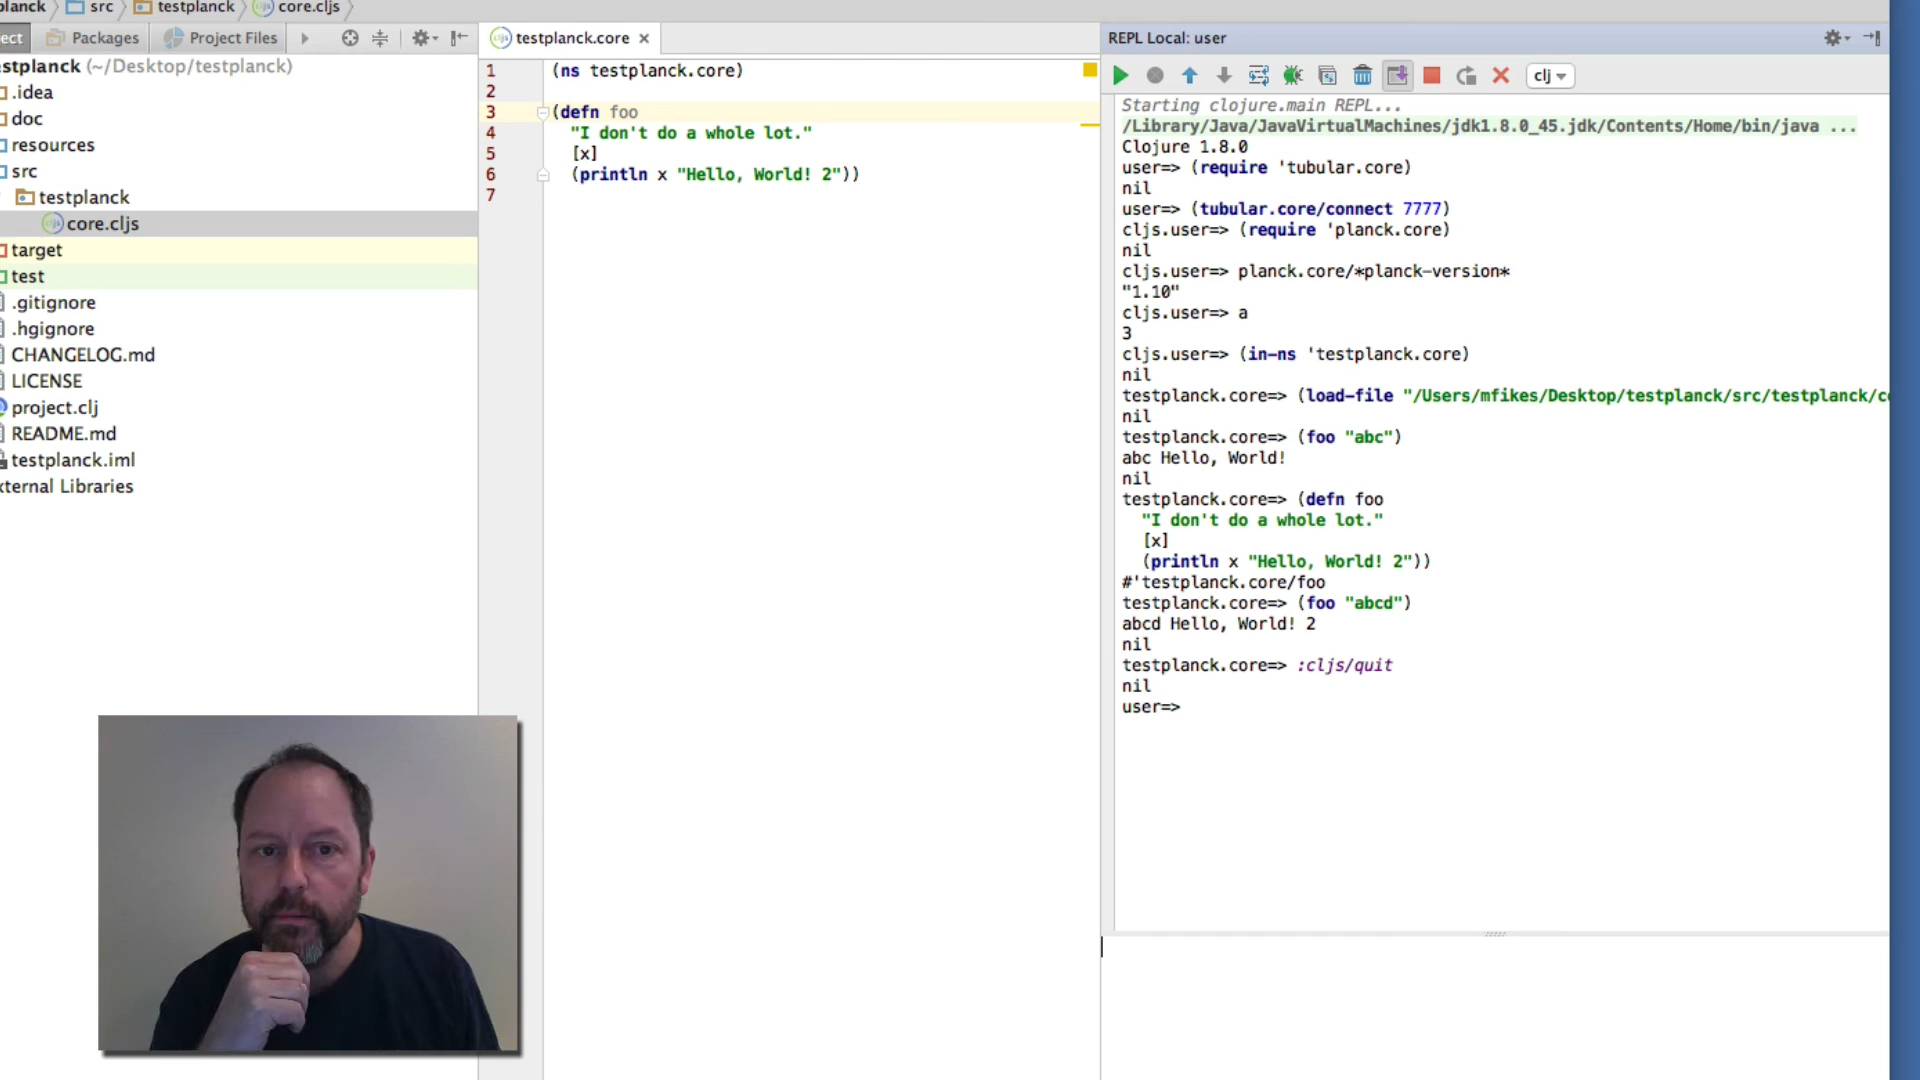 planck src testplanck core.cljs
ect Packages Project Files
stplanck (~/Desktop/testplanck)
.idea
doc
resources
src
testplanck
core.cljs
target
test
.gitignore
.hgignore
CHANGELOG.md
LICENSE
project.clj
README.md
testplanck.iml
xternal Libraries
testplanck.core
1 (ns testplanck.core)
2
3 (defn foo
4 "I don't do a whole lot."
5 [x]
6 (println x "Hello, World! 2"))
7
REPL Local: user
clj
Starting clojure.main REPL...
/Library/Java/JavaVirtualMachines/jdk1.8.0_45.jdk/Contents/Home/bin/java ...
Clojure 1.8.0
user=> (require 'tubular.core)
nil
user=> (tubular.core/connect 7777)
cljs.user=> (require 'planck.core)
nil
cljs.user=> planck.core/*planck-version*
"1.10"
cljs.user=> a
3
cljs.user=> (in-ns 'testplanck.core)
nil
testplanck.core=> (load-file "/Users/mfikes/Desktop/testplanck/src/testplanck/c
nil
testplanck.core=> (foo "abc")
abc Hello, World!
nil
testplanck.core=> (defn foo
"I don't do a whole lot."
[x]
(println x "Hello, World! 2"))
#'testplanck.core/foo
testplanck.core=> (foo "abcd")
abcd Hello, World! 2
nil
testplanck.core=> :cljs/quit
nil
user=>